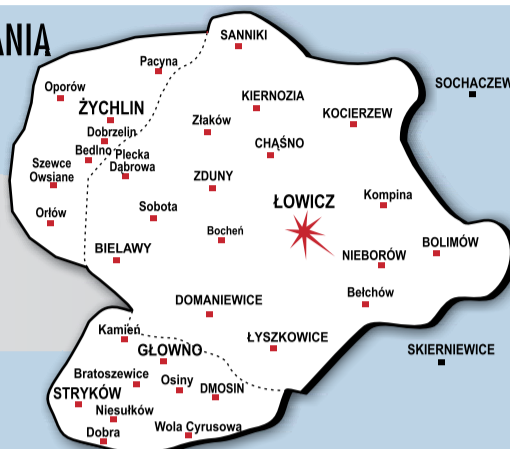 ANIA
SANNIKI
Pacyna
SOCHACZEW
Oporów
KIERNOZIA
ŻYCHLIN
KOCIERZEW
Złaków
Dobrzelin
CHĄŚNO
Bedlno
Plecka
Dąbrowa
Szewce
Owsiane
ZDUNY
Kompina
ŁOWICZ
Orłów
Sobota
Bocheń
BOLIMÓW
BIELAWY
NIEBORÓW
Bełchów
DOMANIEWICE
Kamień
ŁYSZKOWICE
GŁOWNO
SKIERNIEWICE
Bratoszewice
Osiny
DMOSIN
STRYKÓW
Niesułków
Wola Cyrusowa
Dobra